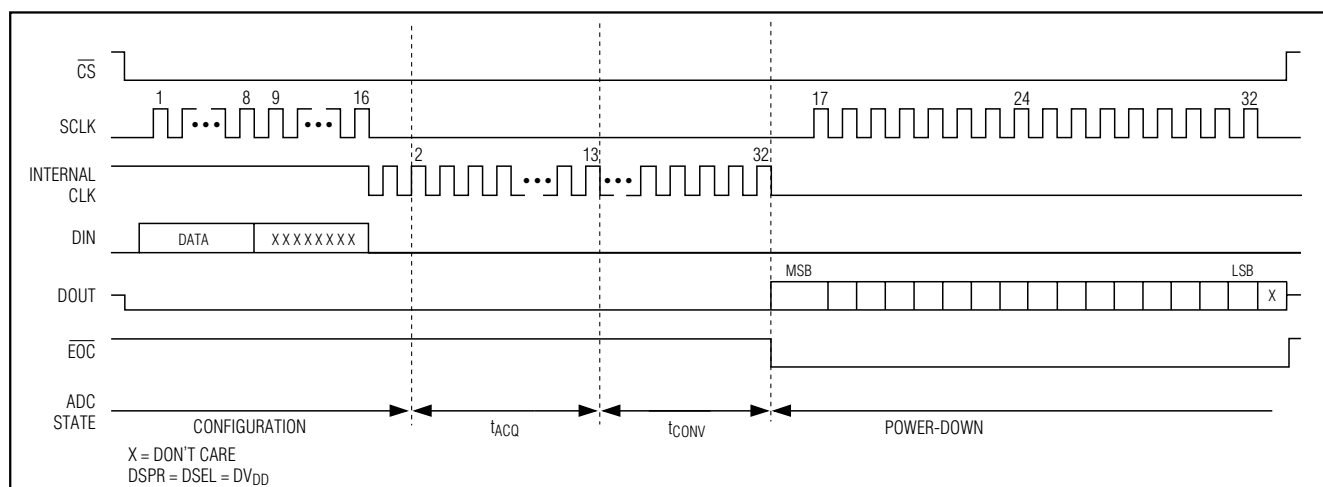 CS
SCLK
1 ••• 8 9 ••• 16 17 24 32
INTERNAL
CLK
2 ••• 13 ••• 32
DIN
DATA
X X X X X X X X
DOUT
MSB
LSB
X
EOC
ADC
STATE
CONFIGURATION
tACQ
tCONV
POWER-DOWN
X = DON'T CARE
DSPR = DSEL = DVDD